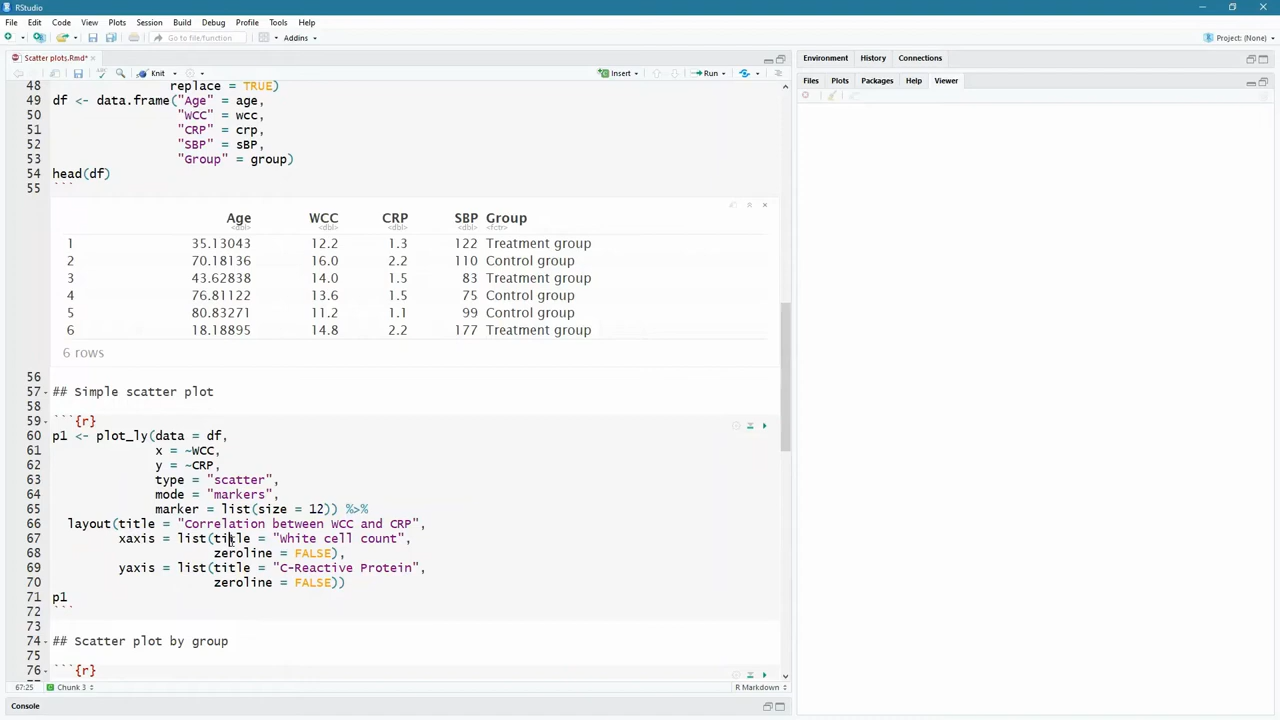 RStudio
File Edit Code View Plots Session Build Debug Profile Tools Help
Go to file/function Addins Project: (None)
Scatter plots.Rmd* Environment History Connections
Knit Insert Run Files Plots Packages Help Viewer
48 replace = TRUE)
49 df <- data.frame("Age" = age,
50 "WCC" = wcc,
51 "CRP" = crp,
52 "SBP" = sBP,
53 "Group" = group)
54 head(df)
55 ```
Age WCC CRP SBP Group
<dbl> <dbl> <dbl> <dbl> <fctr>
1 35.13043 12.2 1.3 122 Treatment group
2 70.18136 16.0 2.2 110 Control group
3 43.62838 14.0 1.5 83 Treatment group
4 76.81122 13.6 1.5 75 Control group
5 80.83271 11.2 1.1 99 Control group
6 18.18895 14.8 2.2 177 Treatment group
6 rows
56
57 ## Simple scatter plot
58
59 ```{r}
60 p1 <- plot_ly(data = df,
61 x = ~WCC,
62 y = ~CRP,
63 type = "scatter",
64 mode = "markers",
65 marker = list(size = 12)) %>%
66 layout(title = "Correlation between WCC and CRP",
67 xaxis = list(title = "White cell count",
68 zeroline = FALSE),
69 yaxis = list(title = "C-Reactive Protein",
70 zeroline = FALSE))
71 p1
72 ```
73
74 ## Scatter plot by group
75
76 ```{r}
67:25 Chunk 3 R Markdown
Console